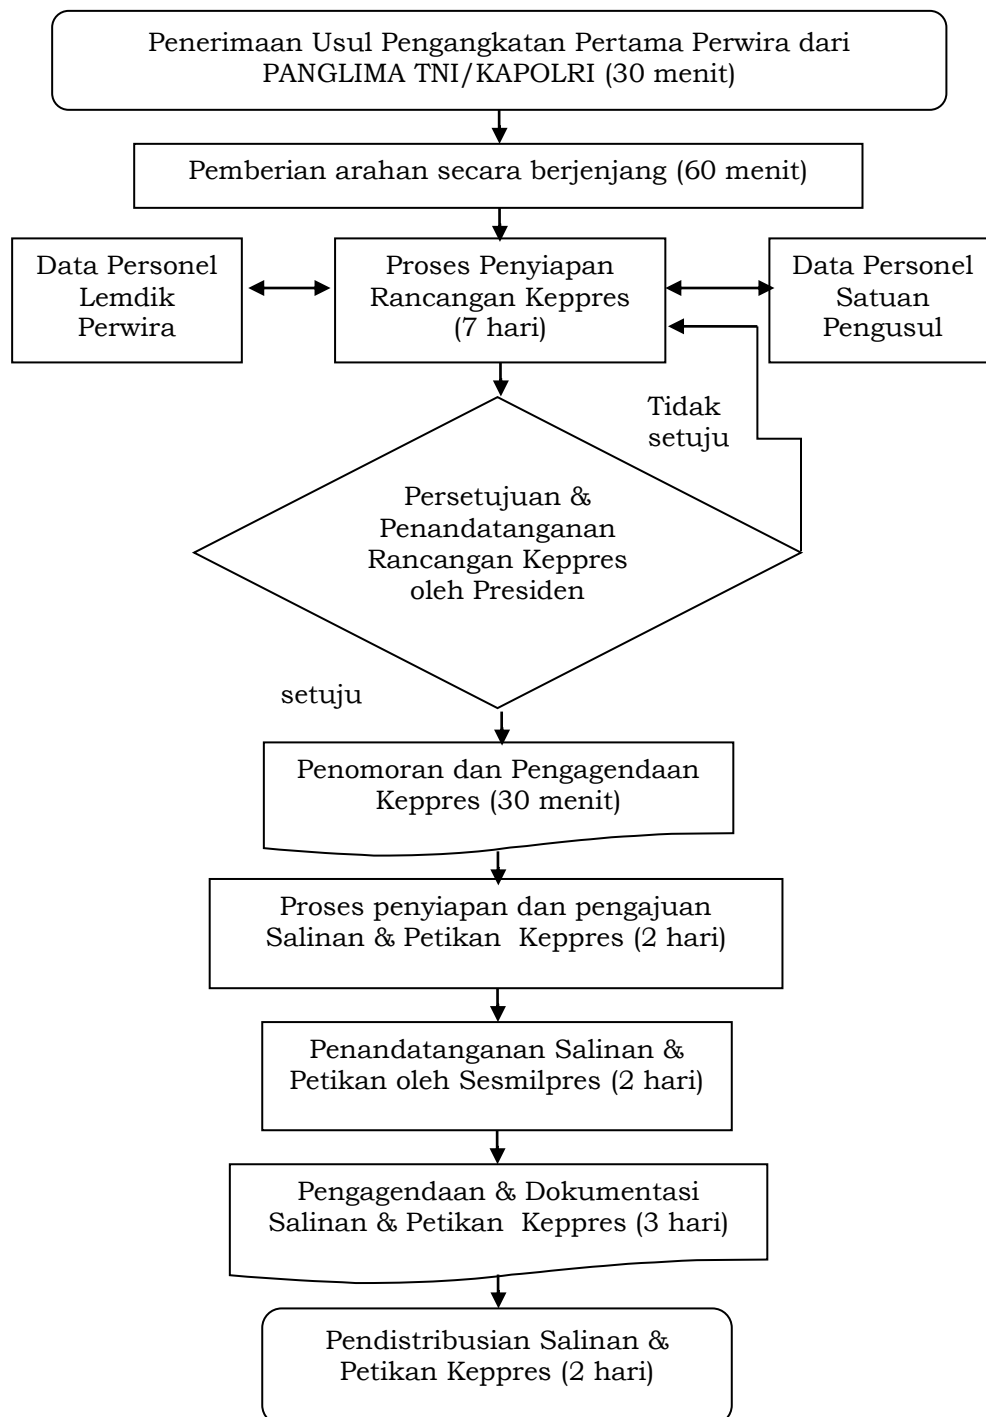 Penerimaan Usul Pengangkatan Pertama Perwira dari
PANGLIMA TNI/KAPOLRI (30 menit)
Pemberian arahan secara berjenjang (60 menit)
Data Personel
Lemdik
Perwira
Proses Penyiapan
Rancangan Keppres
(7 hari)
Data Personel
Satuan
Pengusul
Tidak
setuju
Persetujuan &
Penandatanganan
Rancangan Keppres
oleh Presiden
setuju
Penomoran dan Pengagendaan
Keppres (30 menit)
Proses penyiapan dan pengajuan
Salinan & Petikan  Keppres (2 hari)
Penandatanganan Salinan &
Petikan oleh Sesmilpres (2 hari)
Pengagendaan & Dokumentasi
Salinan & Petikan  Keppres (3 hari)
Pendistribusian Salinan &
Petikan Keppres (2 hari)